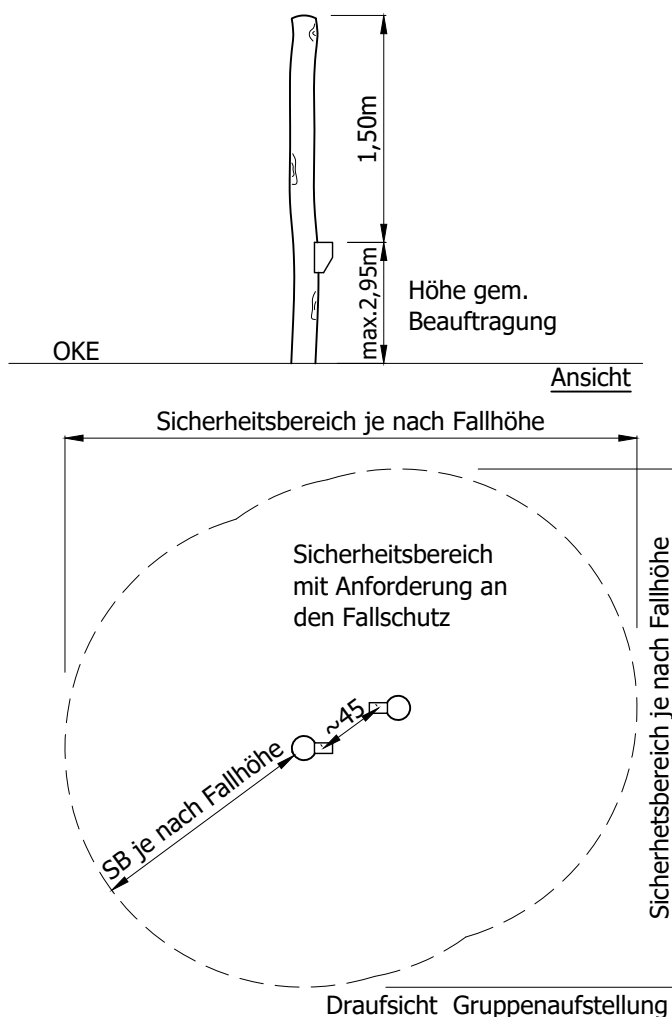 1,50m
max.2,95m
Höhe gem.
Beauftragung
OKE
Ansicht
Sicherheitsbereich je nach Fallhöhe
Sicherheitsbereich
mit Anforderung an
den Fallschutz
Sicherhetsbereich je nach Fallhöhe
~45
SB je nach Fallhöhe
Draufsicht Gruppenaufstellung